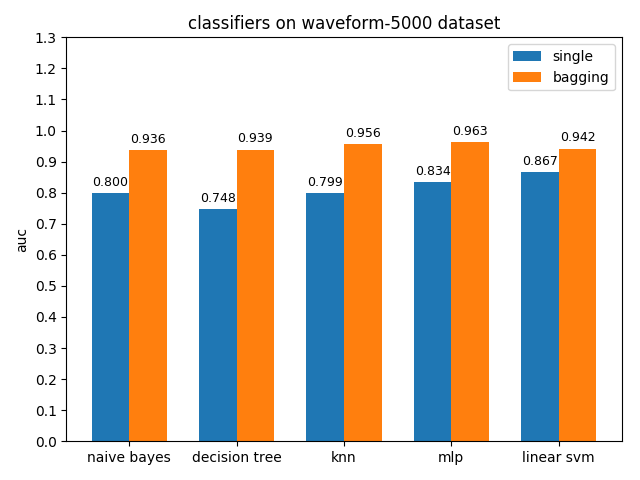 classifiers on waveform-5000 dataset
1.3
1.2
1.1
1.0
0.9
0.8
0.7
0.6
0.5
0.4
0.3
0.2
0.1
0.0
auc
single
bagging
0.800
0.936
0.748
0.939
0.799
0.956
0.834
0.963
0.867
0.942
naive bayes
decision tree
knn
mlp
linear svm